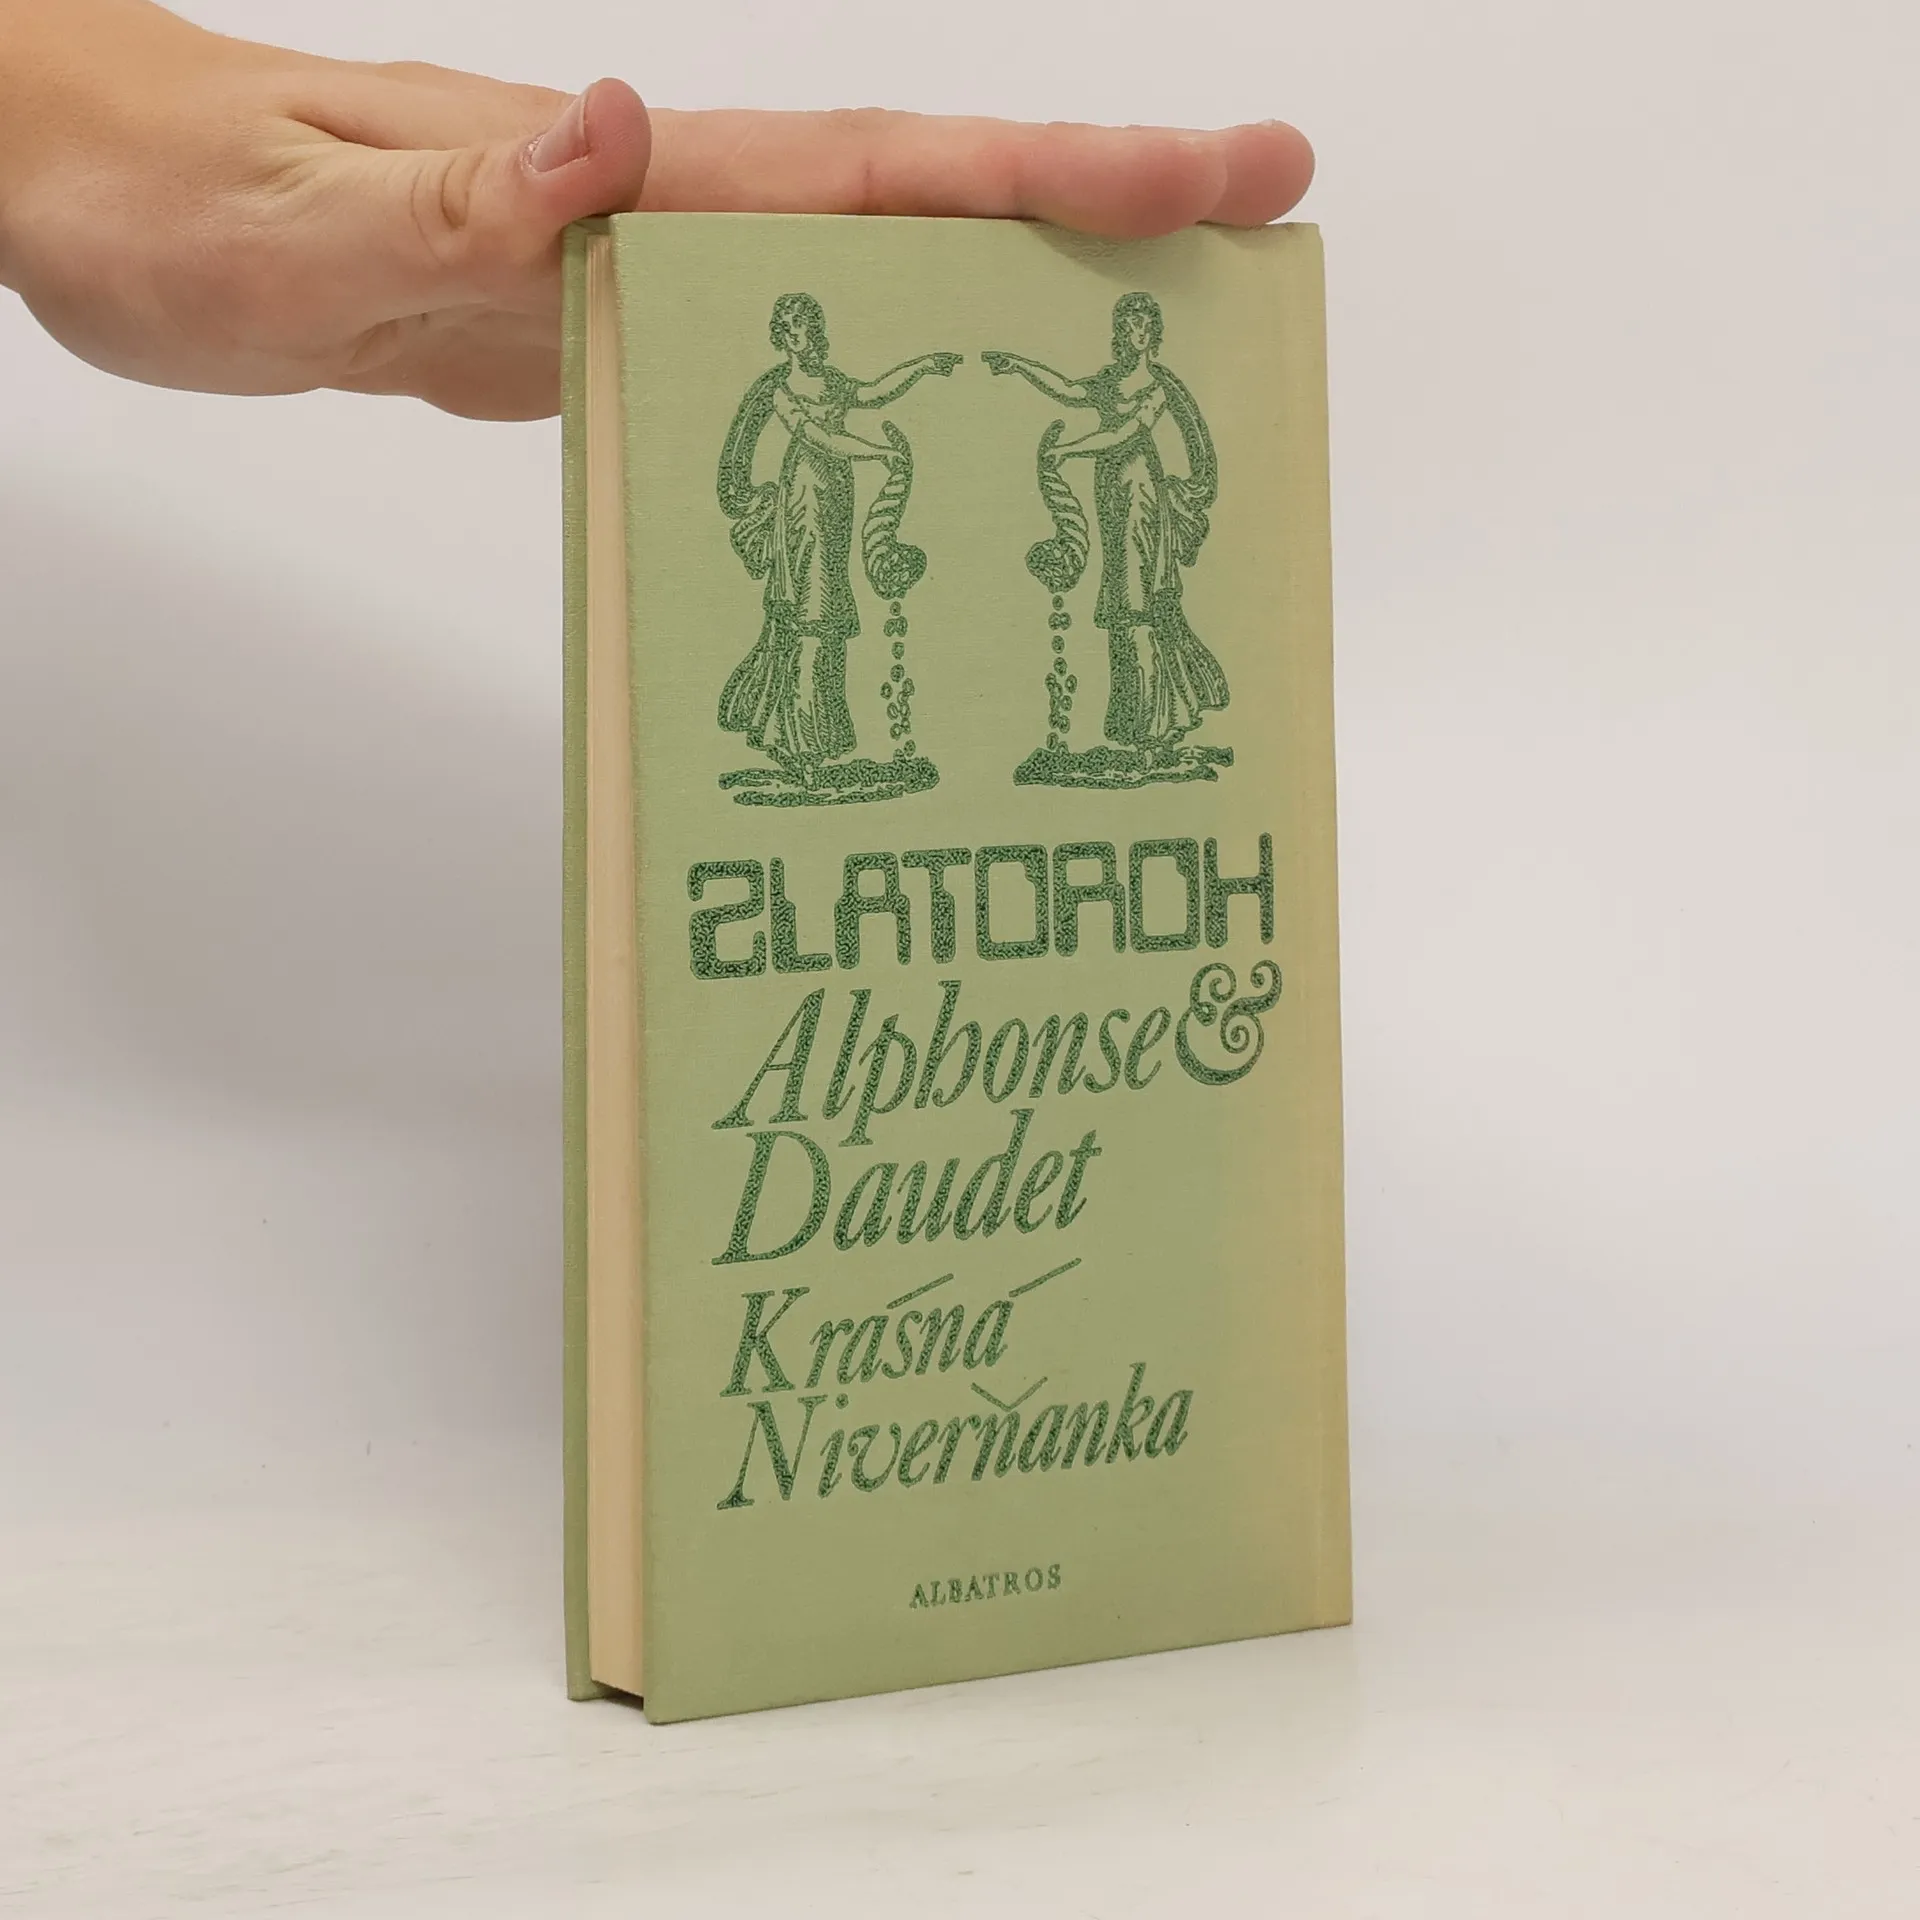 ZLATOROH
Alphonse &
Daudet
Krásná
Niverňanka
ALBATROS